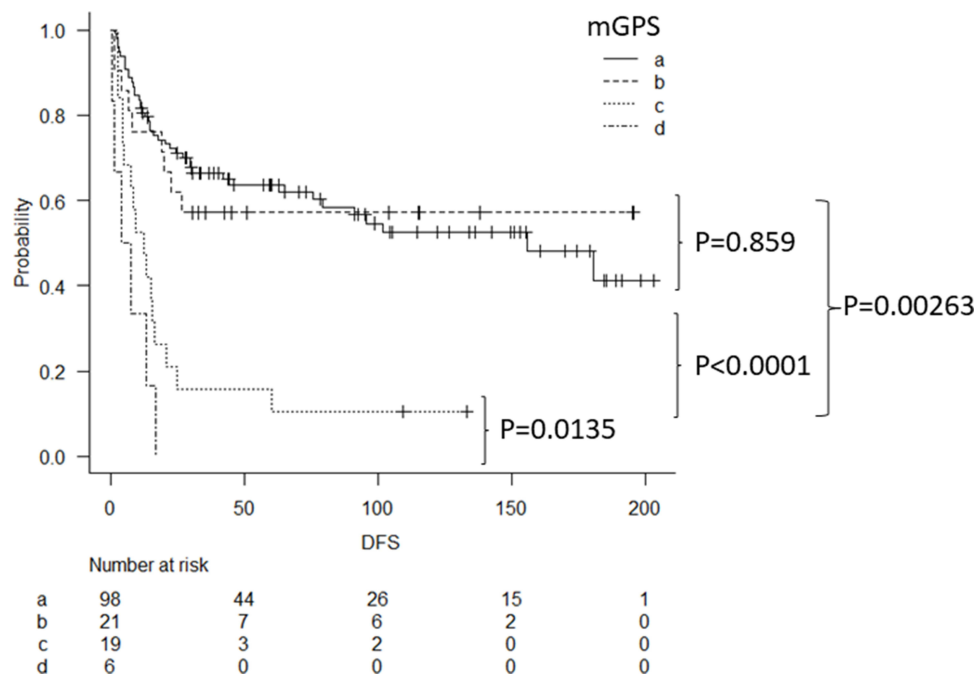 mGPS
a
b
c
d
1.0
0.8
0.6
0.4
0.2
0.0
Probability
P=0.859
P=0.00263
P<0.0001
P=0.0135
0 50 100 150 200
DFS
Number at risk
a 98 44 26 15 1
b 21 7 6 2 0
c 19 3 2 0 0
d 6 0 0 0 0